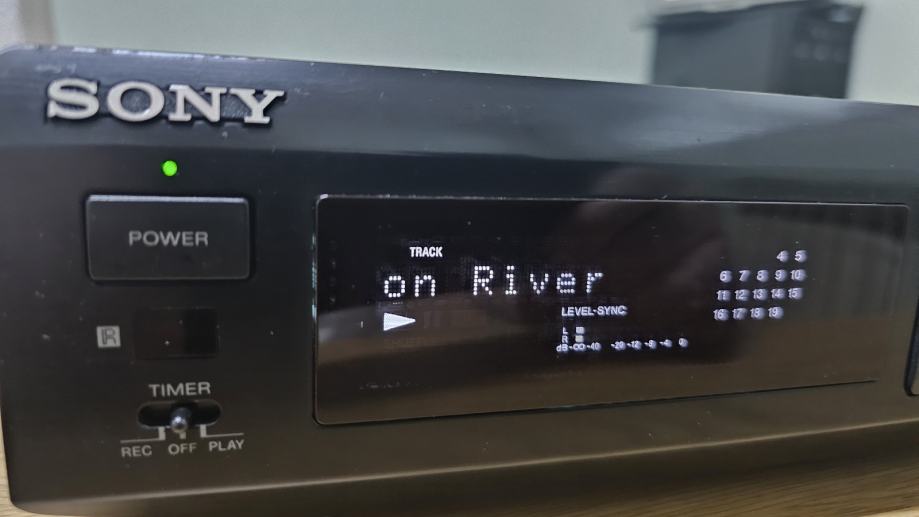 SONY
POWER
TRACK
on River
LEVEL-SYNC
L
R
dB-∞-40 -20-12-8-4 0
4 5
6 7 8 9 10
11 12 13 14 15
16 17 18 19
R
TIMER
REC OFF PLAY